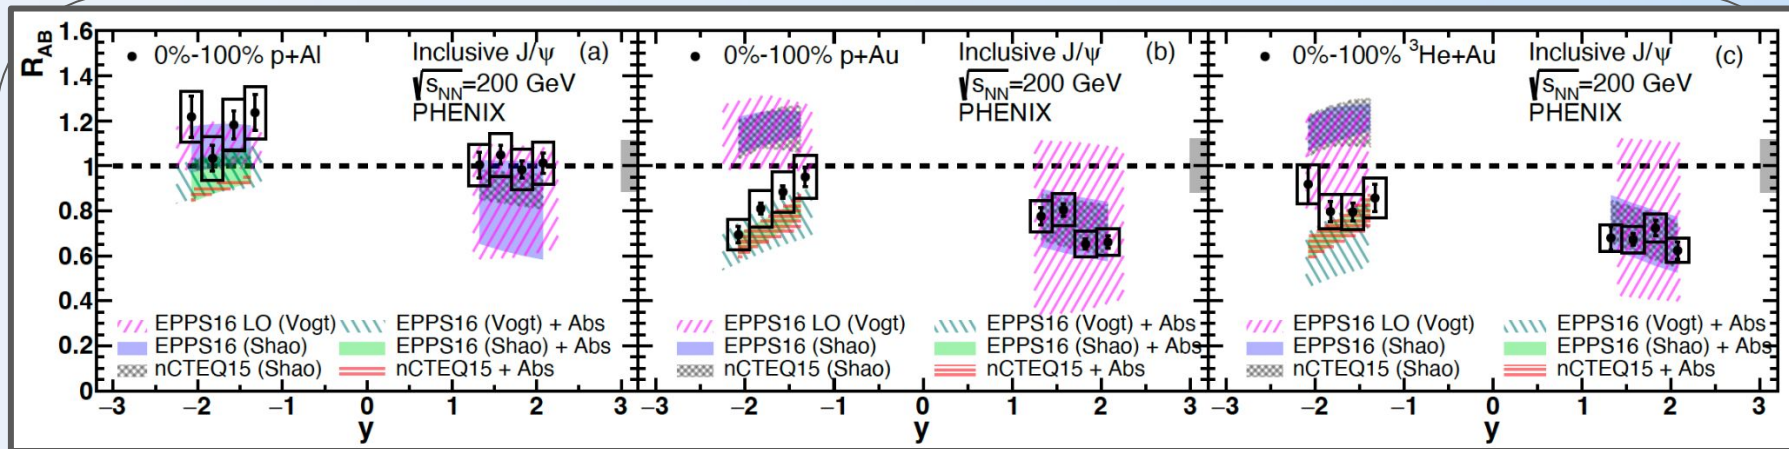 R_AB
1.6
1.4
1.2
1
0.8
0.6
0.4
0.2
0
0%-100% p+Al
Inclusive J/ψ (a)
√s_NN=200 GeV
PHENIX
EPPS16 LO (Vogt) EPPS16 (Vogt) + Abs
EPPS16 (Shao) EPPS16 (Shao) + Abs
nCTEQ15 (Shao) nCTEQ15 + Abs
−3 −2 −1 0 1 2 3
y
0%-100% p+Au
Inclusive J/ψ (b)
√s_NN=200 GeV
PHENIX
EPPS16 LO (Vogt) EPPS16 (Vogt) + Abs
EPPS16 (Shao) EPPS16 (Shao) + Abs
nCTEQ15 (Shao) nCTEQ15 + Abs
−3 −2 −1 0 1 2 3
y
0%-100% ³He+Au
Inclusive J/ψ (c)
√s_NN=200 GeV
PHENIX
EPPS16 LO (Vogt) EPPS16 (Vogt) + Abs
EPPS16 (Shao) EPPS16 (Shao) + Abs
nCTEQ15 (Shao) nCTEQ15 + Abs
−3 −2 −1 0 1 2 3
y